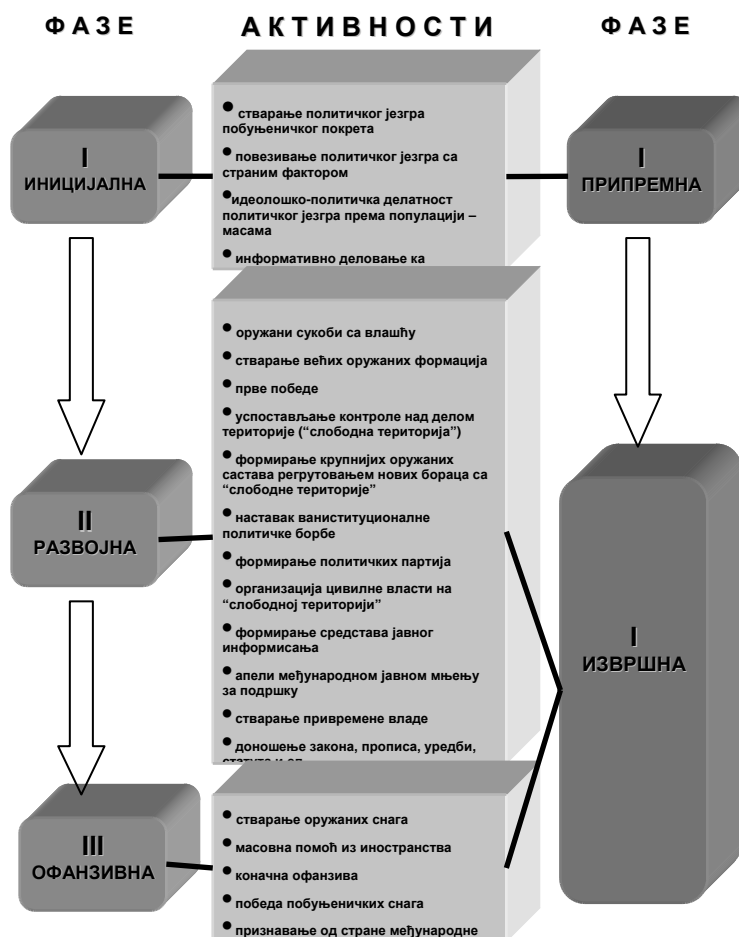 ФАЗЕ АКТИВНОСТИ ФАЗЕ
I
ИНИЦИЈАЛНА
• стварање политичког језгра
побуњеничког покрета
• повезивање политичког језгра са
страним фактором
• идеолошко-политичка делатност
политичког језгра према популацији –
масама
• информативно деловање ка
I
ПРИПРЕМНА
II
РАЗВОЈНА
• оружани сукоби са влашћу
• стварање већих оружаних формација
• прве победе
• успостављање контроле над делом
територије (“слободна територија”)
• формирање крупнијих оружаних
састава регрутовањем нових бораца са
“слободне територије”
• наставак ваниституционалне
политичке борбе
• формирање политичких партија
• организација цивилне власти на
“слободној територији”
• формирање средстава јавног
информисања
• апели међународном јавном мњењу
за подршку
• стварање привремене владе
• доношење закона, прописа, уредби,
I
ИЗВРШНА
III
ОФАНЗИВНА
• стварање оружаних снага
• масовна помоћ из иностранства
• коначна офанзива
• победа побуњеничких снага
• признавање од стране међународне